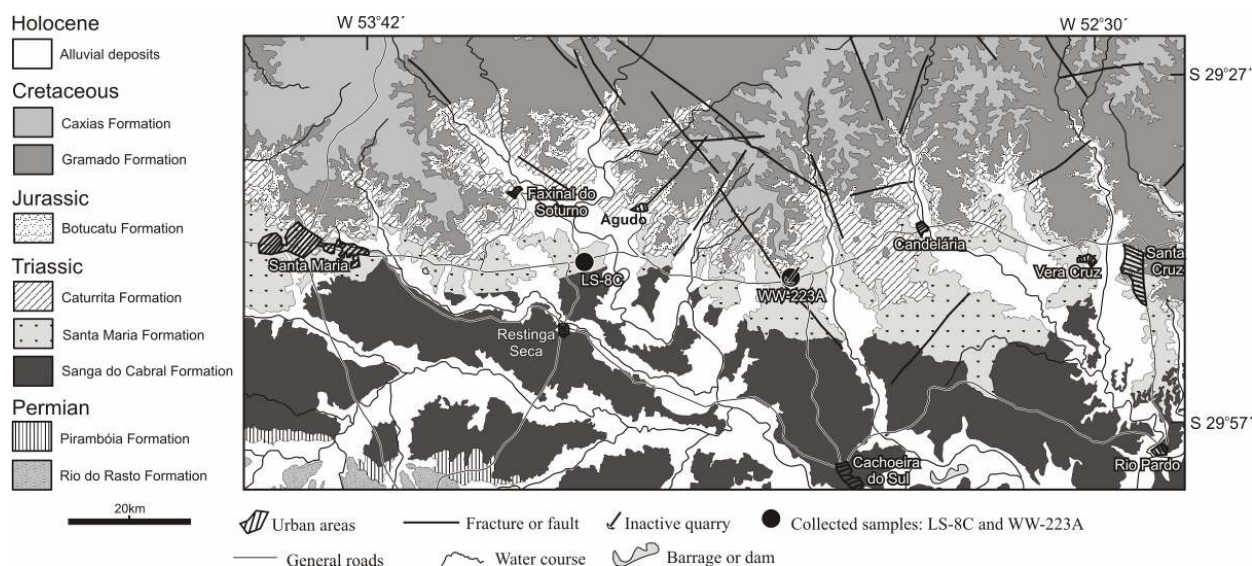 Holocene
Alluvial deposits
Cretaceous
Caxias Formation
Gramado Formation
Jurassic
Botucatu Formation
Triassic
Caturrita Formation
Santa Maria Formation
Sanga do Cabral Formation
Permian
Pirambóia Formation
Rio do Rasto Formation
20km
W 53°42´
W 52°30´
S 29°27´
S 29°57´
Faxinal do
Soturno
Agudo
Candelária
Santa Maria
LS-8C
WW-223A
Vera Cruz
Santa
Cruz
Restinga
Seca
Cachoeira
do Sul
Rio Pardo
Urban areas
Fracture or fault
Inactive quarry
Collected samples: LS-8C and WW-223A
General roads
Water course
Barrage or dam